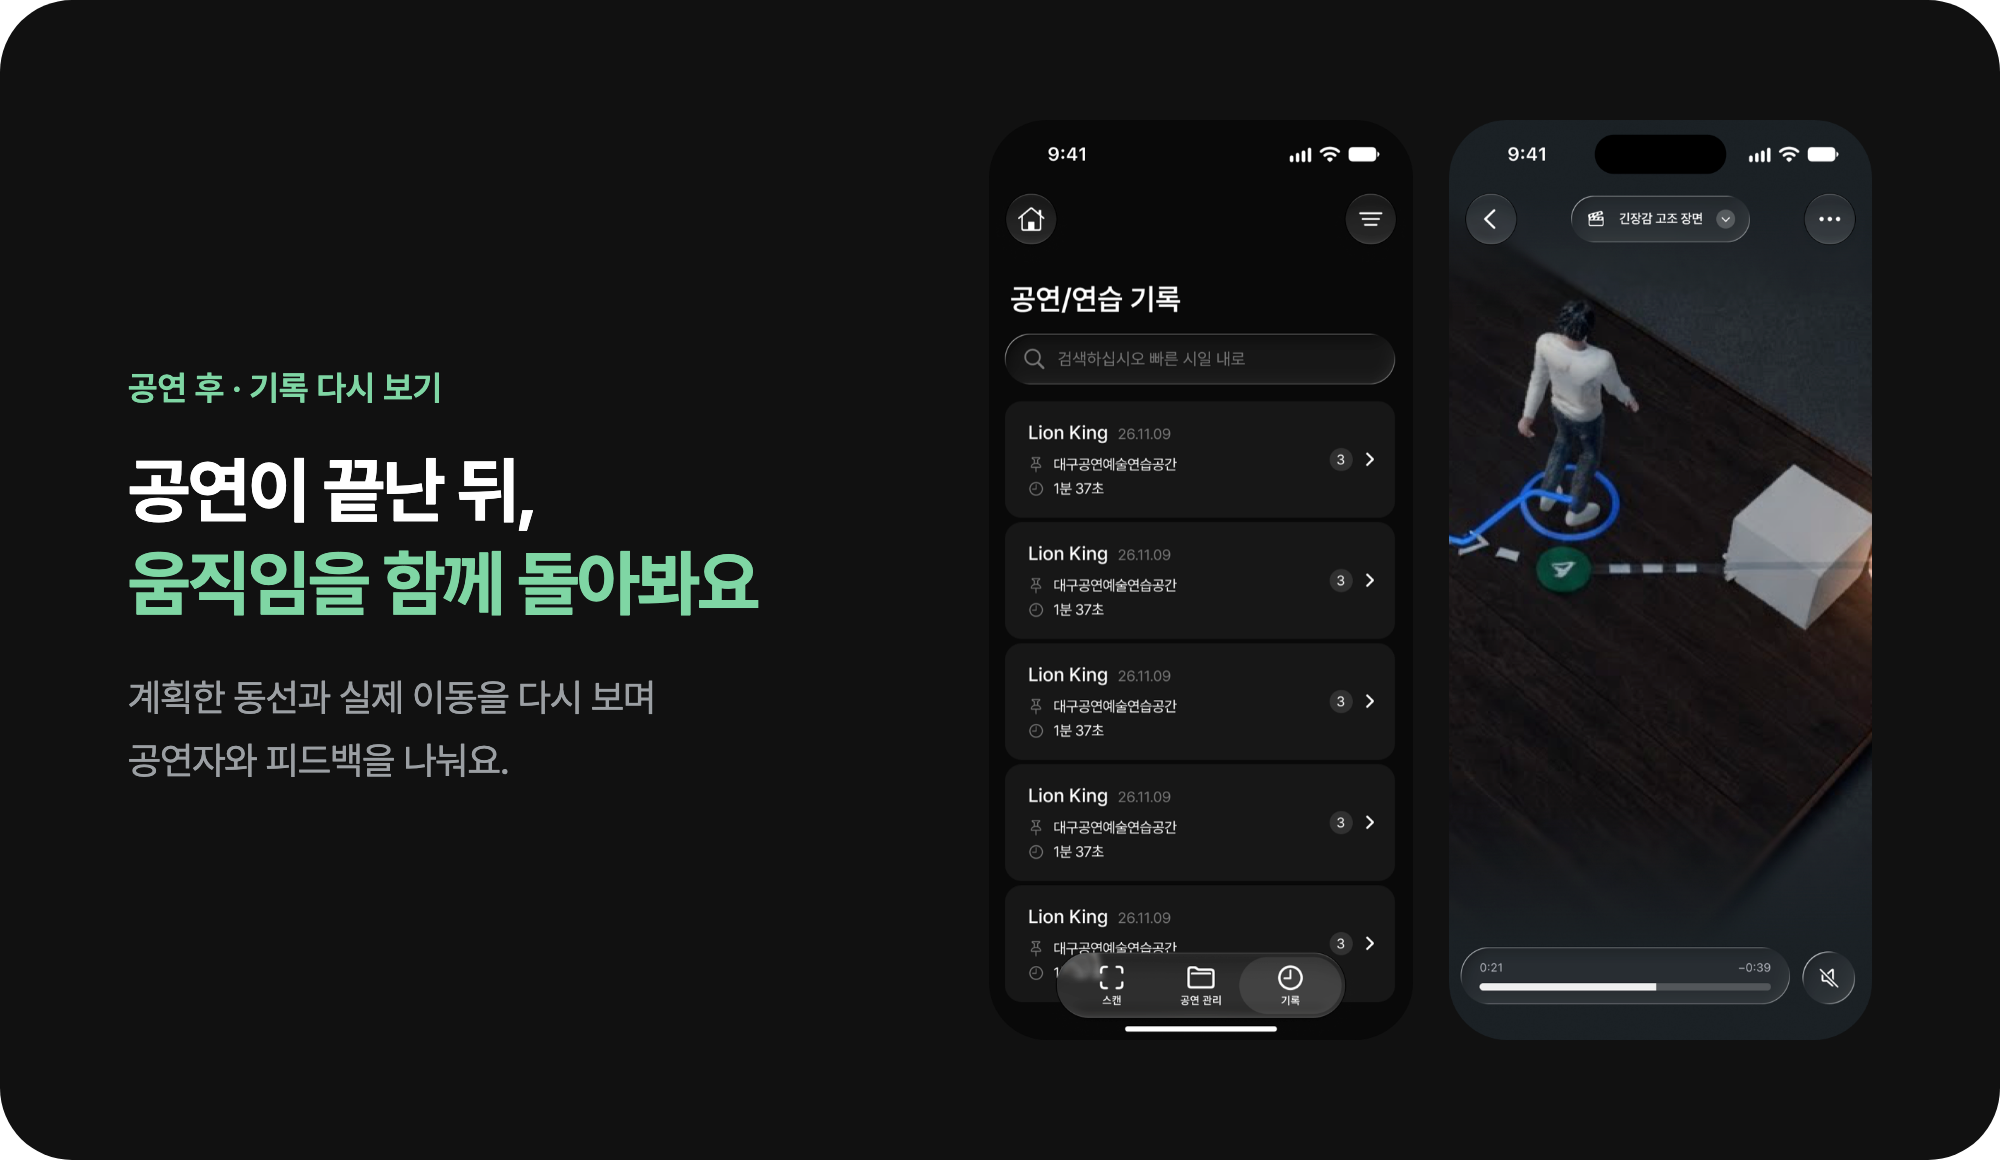 공연 후 · 기록 다시 보기
공연이 끝난 뒤,
움직임을 함께 돌아봐요
계획한 동선과 실제 이동을 다시 보며
공연자와 피드백을 나눠요.
9:41
공연/연습 기록
검색하십시오 빠른 시일 내로
Lion King 26.11.09
대구공연예술연습공간
3
1분 37초
Lion King 26.11.09
대구공연예술연습공간
3
1분 37초
Lion King 26.11.09
대구공연예술연습공간
3
1분 37초
Lion King 26.11.09
대구공연예술연습공간
3
1분 37초
Lion King 26.11.09
대구공연예술연습공간
3
1
스캔 공연 관리 기록
9:41
긴장감 고조 장면
0:21 −0:39